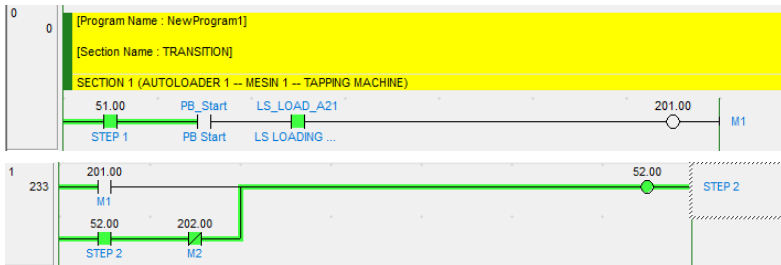 0
0
[Program Name : NewProgram1]
[Section Name : TRANSITION]
SECTION 1 (AUTOLOADER 1 -- MESIN 1 -- TAPPING MACHINE)
51.00 PB_Start LS_LOAD_A21 201.00
M1
STEP 1 PB Start LS LOADING ...
1
233
201.00 52.00
STEP 2
M1
52.00 202.00
STEP 2 M2